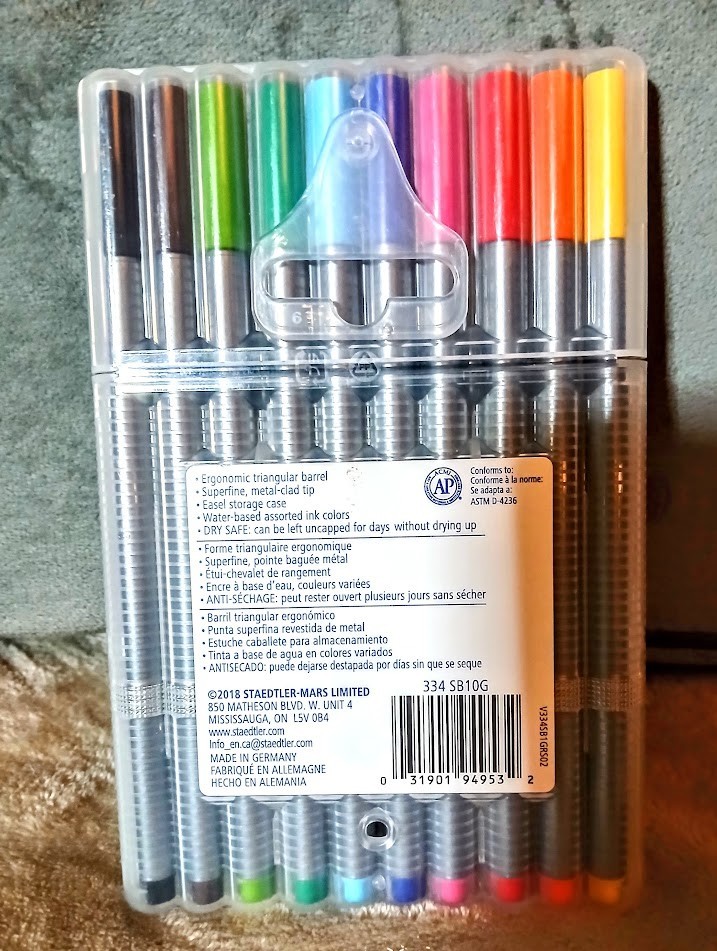 • Ergonomic triangular barrel
• Superfine, metal-clad tip
• Easel storage case
• Water-based assorted ink colors
• DRY SAFE: can be left uncapped for days without drying up
ACMI
AP
Conforms to:
Conforme à la norme:
Se adapta a:
ASTM D-4236
• Forme triangulaire ergonomique
• Superfine, pointe baguée métal
• Étui-chevalet de rangement
• Encre à base d'eau, couleurs variées
• ANTI-SÉCHAGE: peut rester ouvert plusieurs jours sans sécher
• Barril triangular ergonómico
• Punta superfina revestida de metal
• Estuche caballete para almacenamiento
• Tinta a base de agua en colores variados
• ANTISECADO: puede dejarse destapada por días sin que se seque
©2018 STAEDTLER-MARS LIMITED
850 MATHESON BLVD. W. UNIT 4
MISSISSAUGA, ON L5V 0B4
www.staedtler.com
Info_en.ca@staedtler.com
MADE IN GERMANY
FABRIQUÉ EN ALLEMAGNE
HECHO EN ALEMANIA
334 SB10G
0 31901 94953 2
V334SB1GRS02